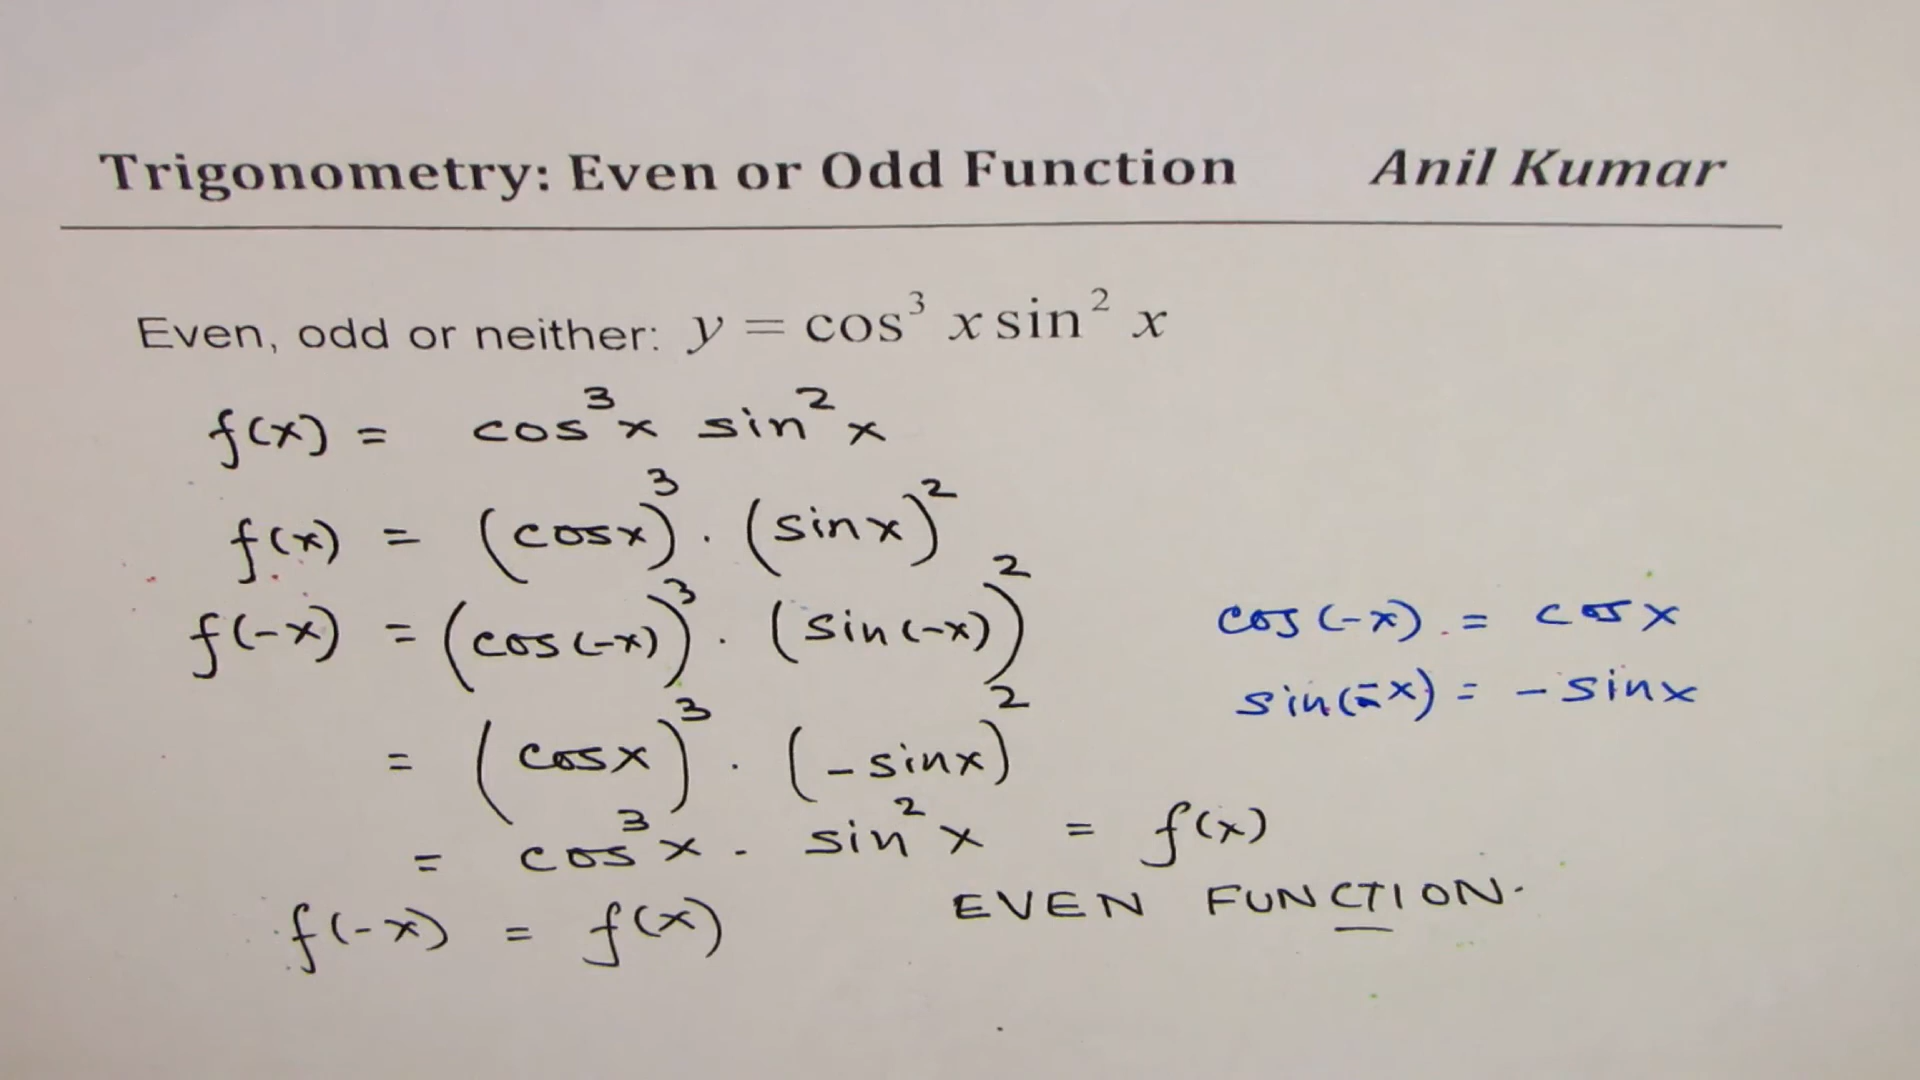 Trigonometry: Even or Odd Function Anil Kumar
Even, odd or neither: y = cos³ x sin² x
f(x) = cos³x sin²x
f(x) = (cosx)³ · (sinx)²
f(-x) = (cos(-x))³ · (sin(-x))²
cos(-x) = cosx
sin(-x) = - sinx
= (cosx)³ · (-sinx)²
= cos³x · sin²x = f(x)
f(-x) = f(x) EVEN FUNCTION.